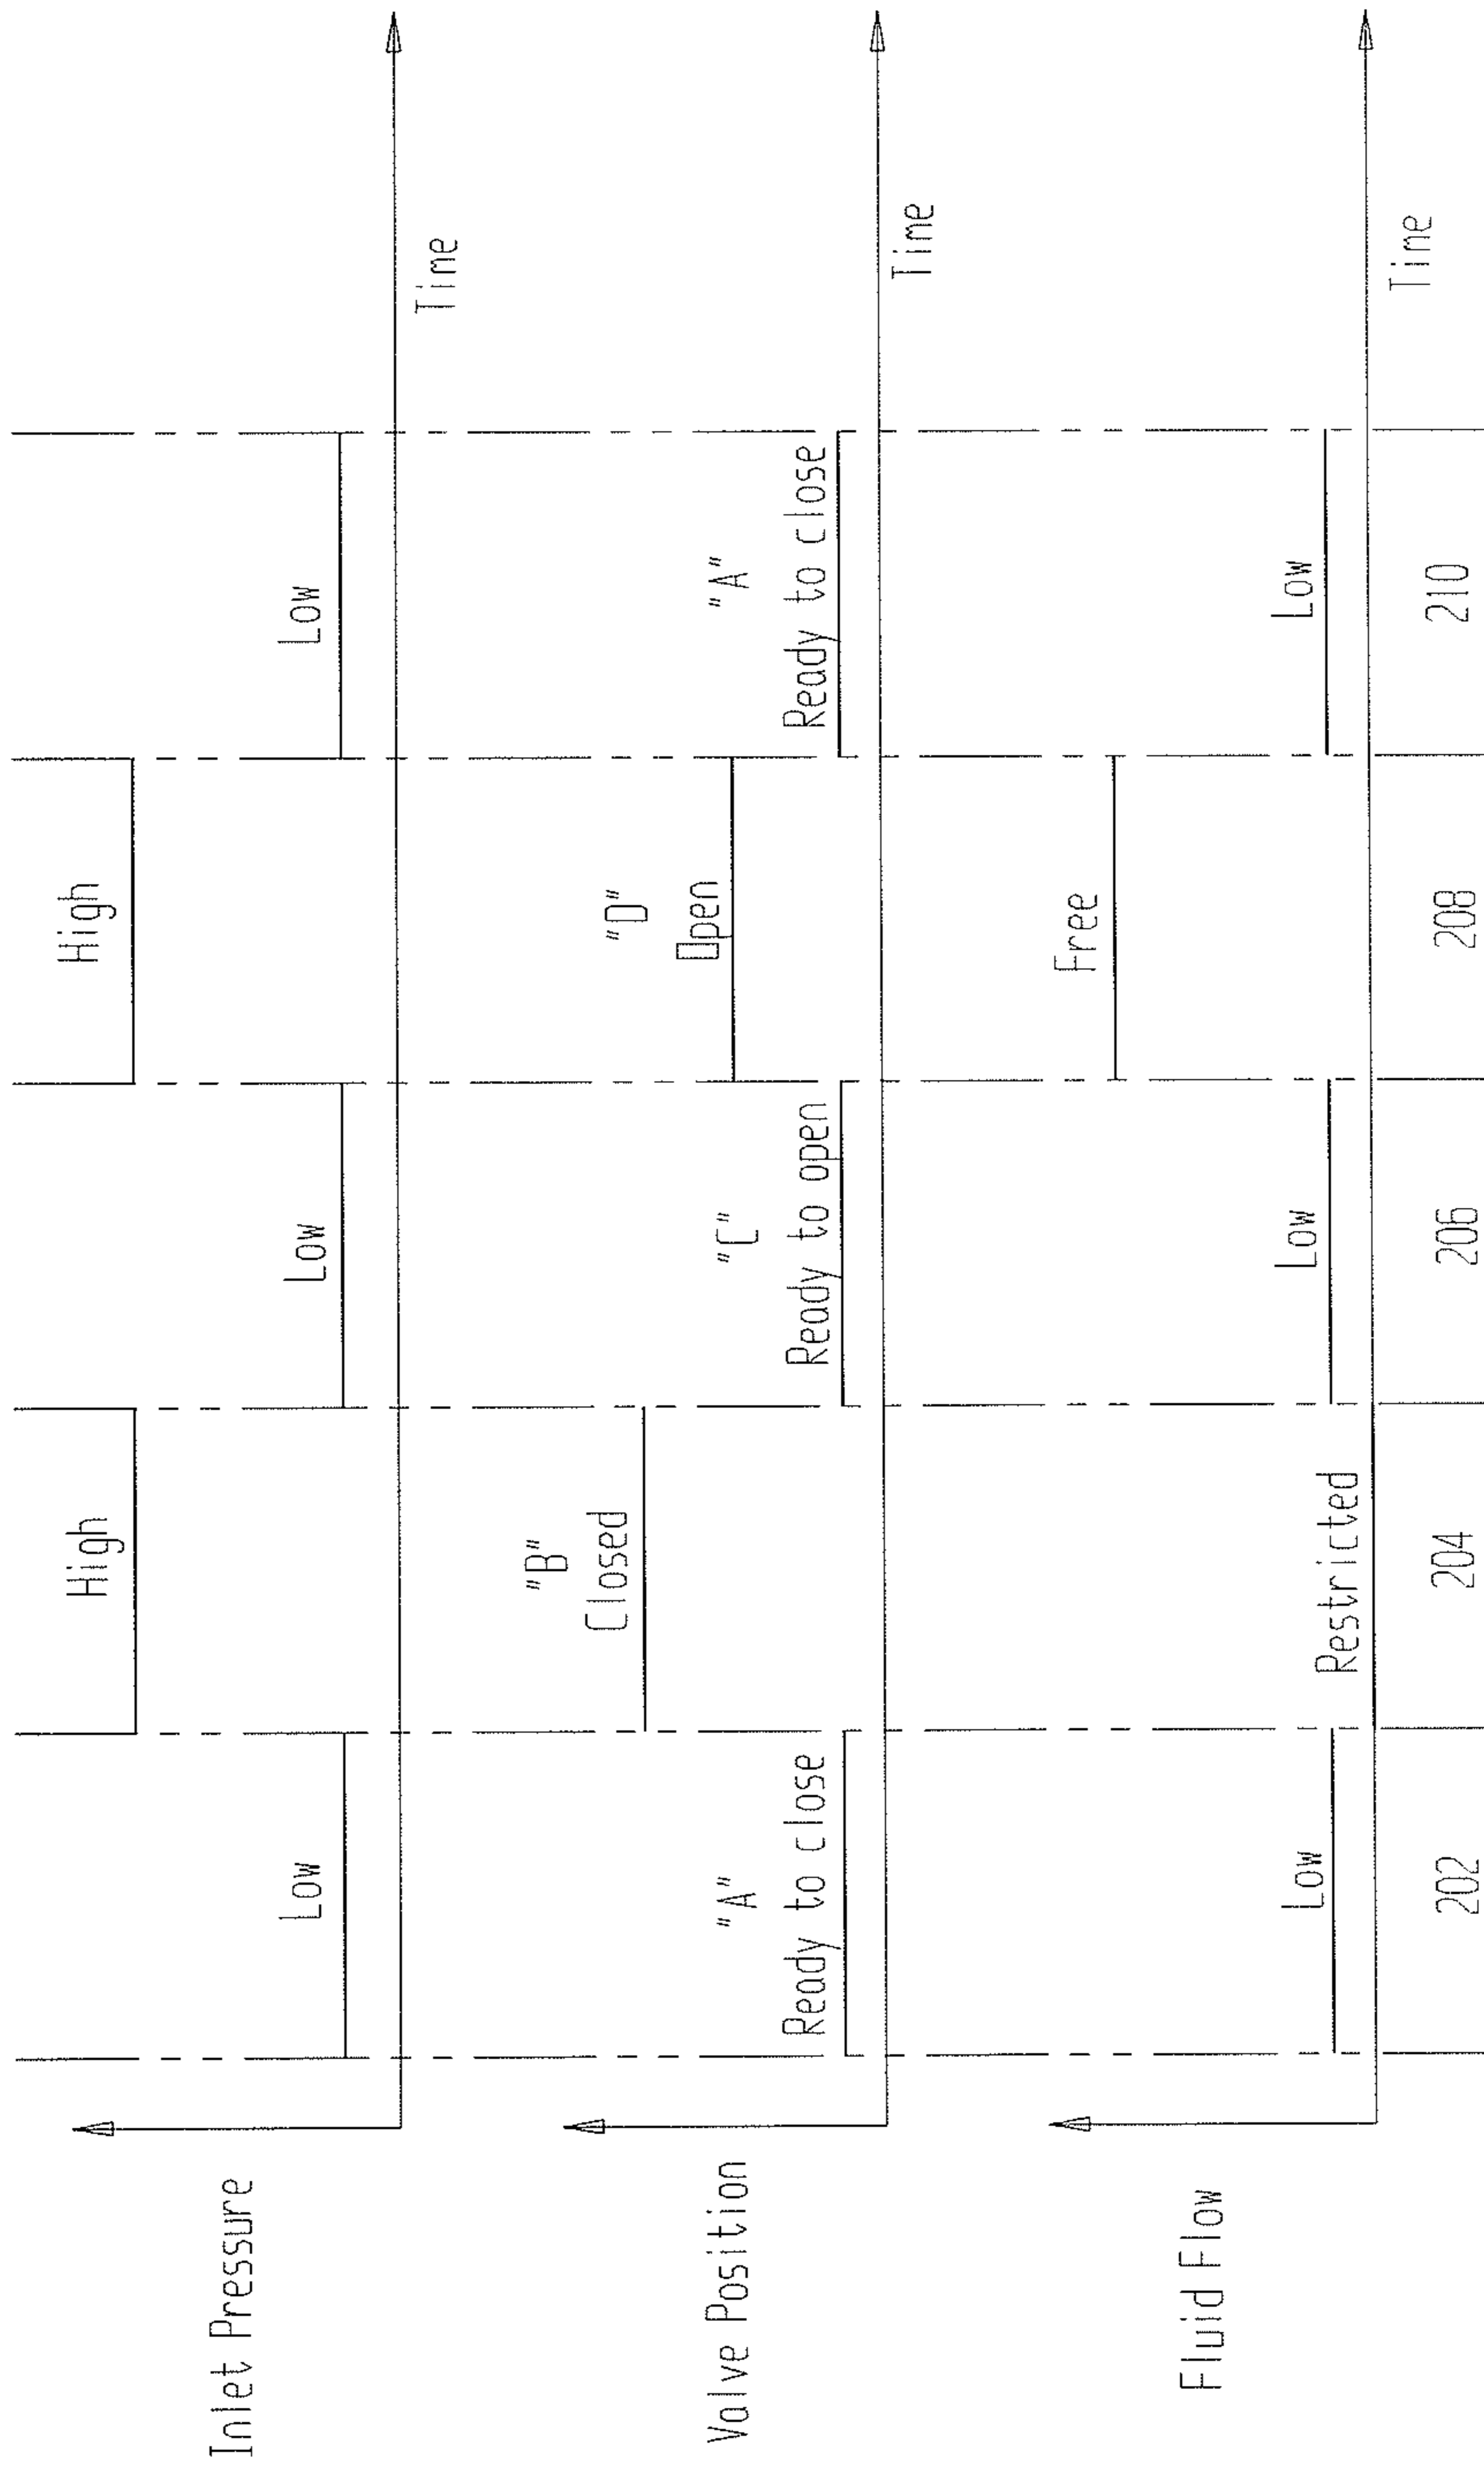 Inlet Pressure
Low
High
Low
High
Low
Time
Valve Position
"A"
Ready to close
"B"
Closed
"C"
Ready to open
"D"
Open
"A"
Ready to close
Time
Fluid Flow
Low
Restricted
Low
Free
Low
Time
202
204
206
208
210